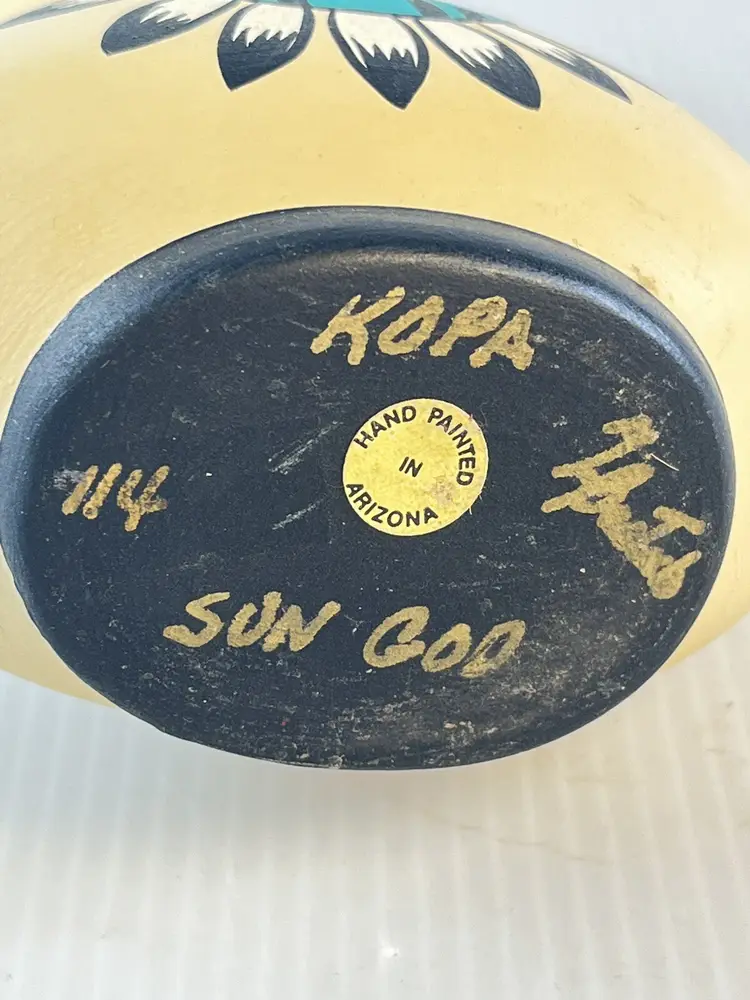 KOPA
HAND PAINTED
IN
ARIZONA
114
SUN GOD